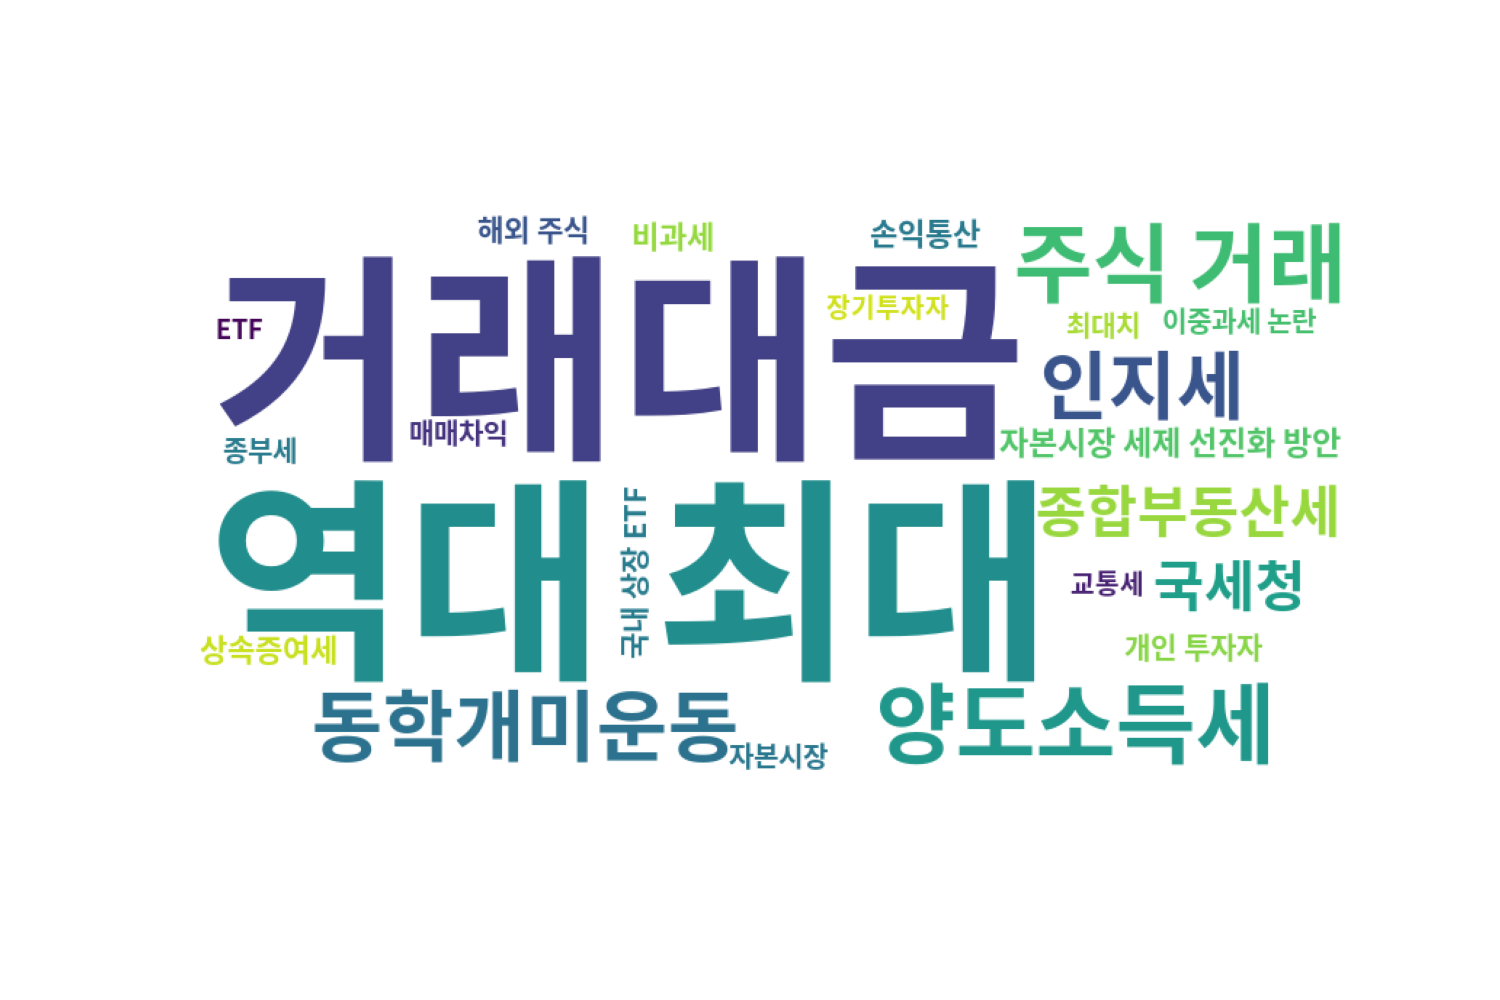 해외 주식
비과세
손익통산
주식 거래
거래대금
장기투자자
최대치
이중과세 논란
ETF
인지세
매매차익
종부세
자본시장 세제 선진화 방안
역대 최대
국내 상장 ETF
종합부동산세
교통세
국세청
상속증여세
개인 투자자
동학개미운동
양도소득세
자본시장